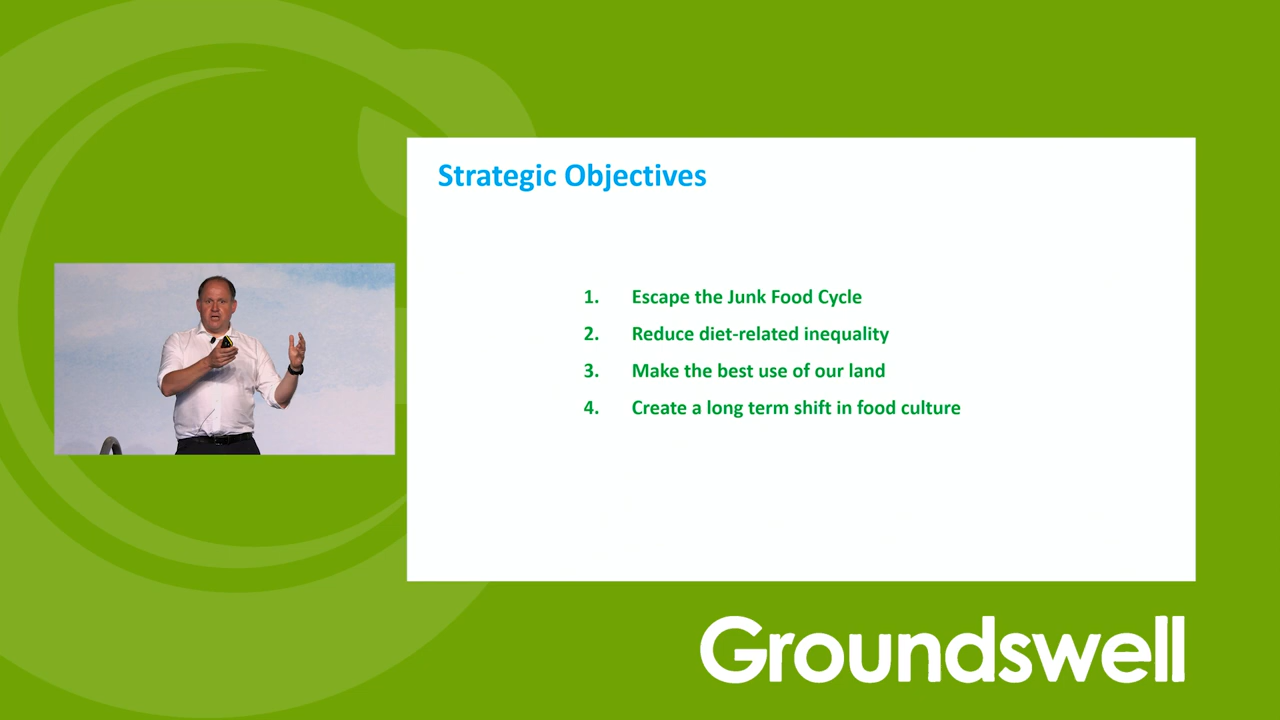 Strategic Objectives
1. Escape the Junk Food Cycle
2. Reduce diet-related inequality
3. Make the best use of our land
4. Create a long term shift in food culture
Groundswell